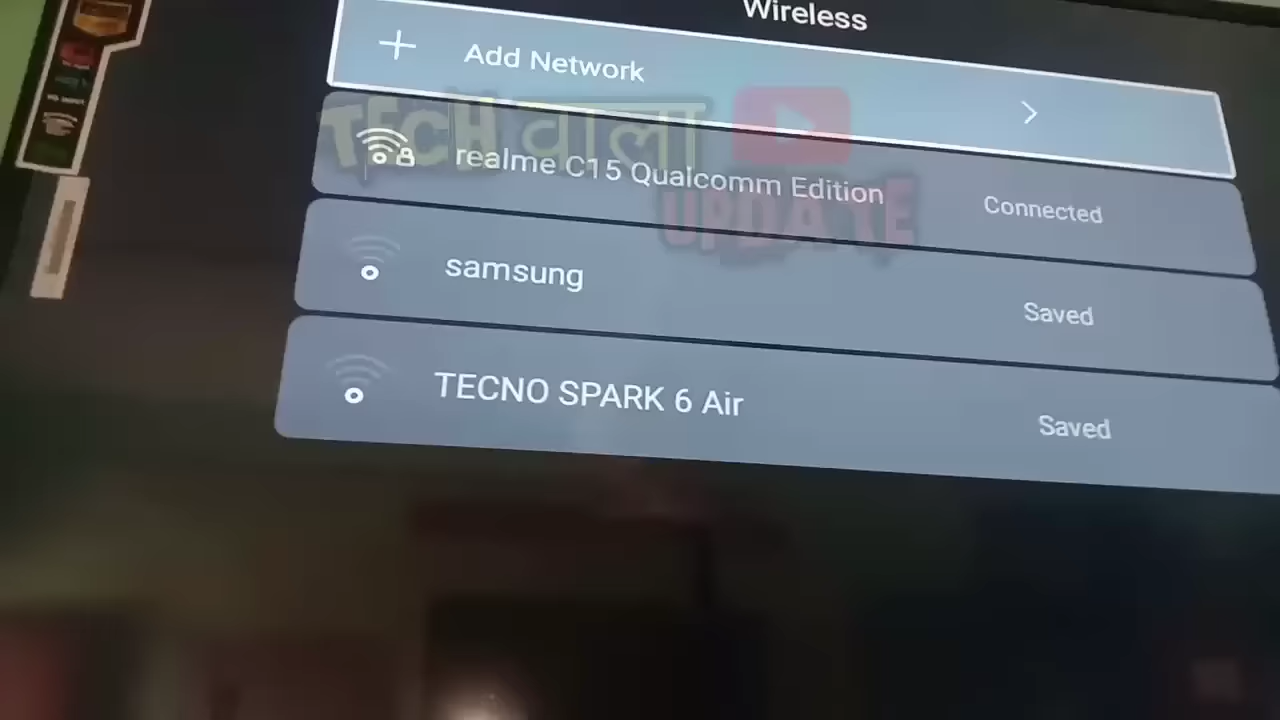 Wireless
Add Network
TECH वाला
UPDATE
realme C15 Qualcomm Edition
Connected
samsung
Saved
TECNO SPARK 6 Air
Saved